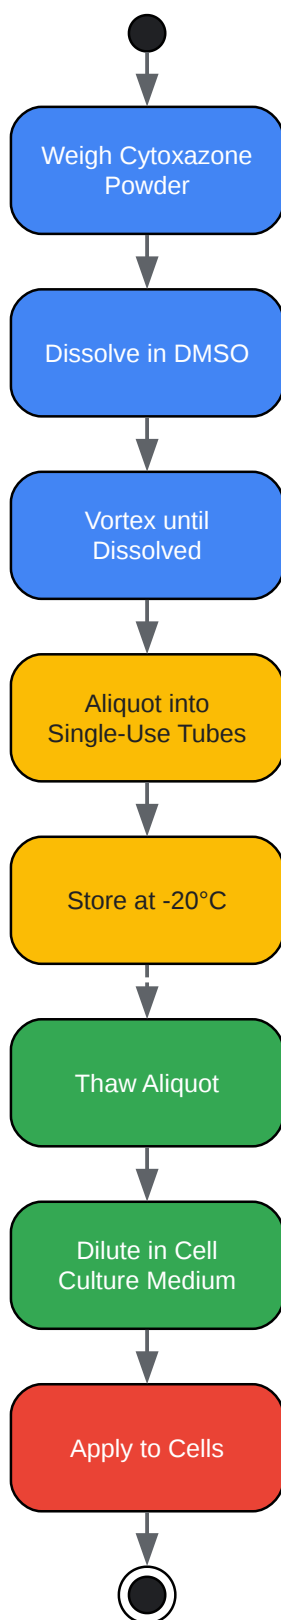 Weigh Cytoxazone
Powder
Dissolve in DMSO
Vortex until
Dissolved
Aliquot into
Single-Use Tubes
Store at -20°C
Thaw Aliquot
Dilute in Cell
Culture Medium
Apply to Cells